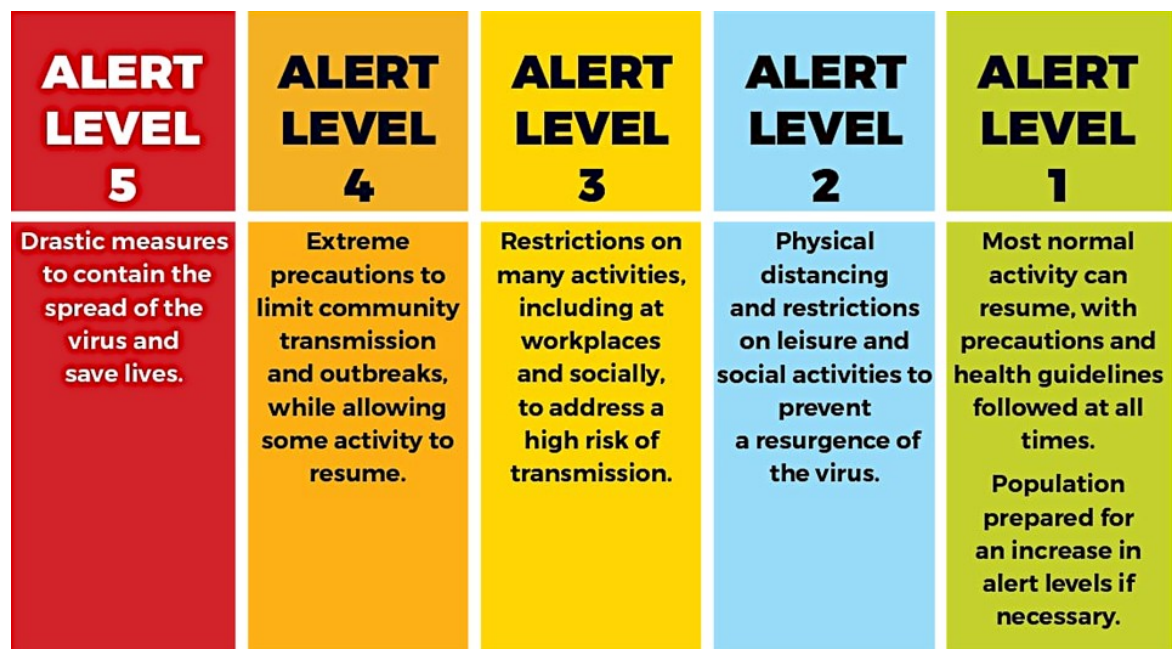 ALERT
LEVEL
5
Drastic measures
to contain the
spread of the
virus and
save lives.
ALERT
LEVEL
4
Extreme
precautions to
limit community
transmission
and outbreaks,
while allowing
some activity to
resume.
ALERT
LEVEL
3
Restrictions on
many activities,
including at
workplaces
and socially,
to address a
high risk of
transmission.
ALERT
LEVEL
2
Physical
distancing
and restrictions
on leisure and
social activities to
prevent
a resurgence of
the virus.
ALERT
LEVEL
1
Most normal
activity can
resume, with
precautions and
health guidelines
followed at all
times.
Population
prepared for
an increase in
alert levels if
necessary.